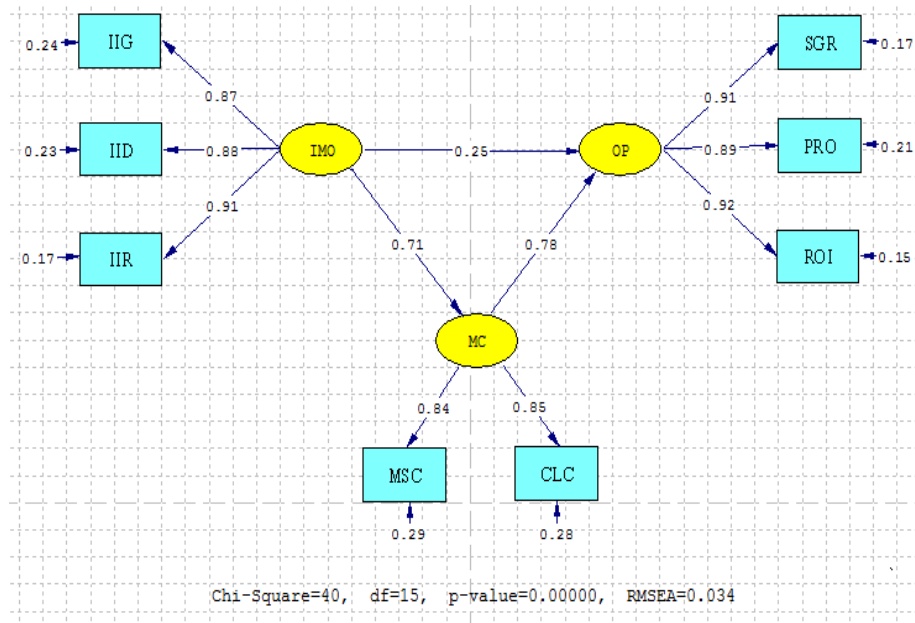 IIG
0.24
0.87
IID
0.23
0.88
IIR
0.17
0.91
IMO
0.25
OP
SGR
0.17
0.91
PRO
0.21
0.89
ROI
0.15
0.92
0.71
0.78
MC
0.84
0.85
MSC
CLC
0.29
0.28
Chi-Square=40, df=15, p-value=0.00000, RMSEA=0.034